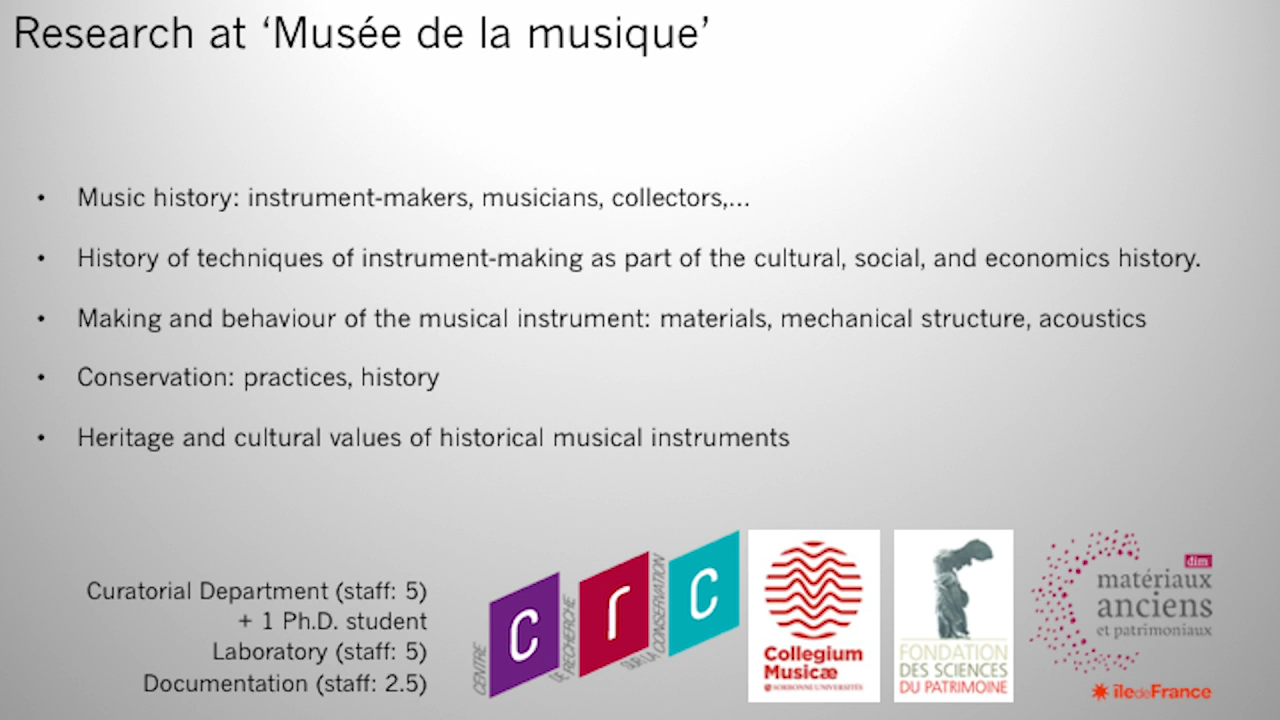 Research at ‘Musée de la musique’
• Music history: instrument-makers, musicians, collectors,...
• History of techniques of instrument-making as part of the cultural, social, and economics history.
• Making and behaviour of the musical instrument: materials, mechanical structure, acoustics
• Conservation: practices, history
• Heritage and cultural values of historical musical instruments
Curatorial Department (staff: 5)
+ 1 Ph.D. student
Laboratory (staff: 5)
Documentation (staff: 2.5)
CENTRE
c
DE RECHERCHE
r
SUR LA CONSERVATION
c
Collegium
Musicæ
SORBONNE UNIVERSITÉS
FONDATION
DES SCIENCES
DU PATRIMOINE
dim
matériaux
anciens
et patrimoniaux
îledeFrance